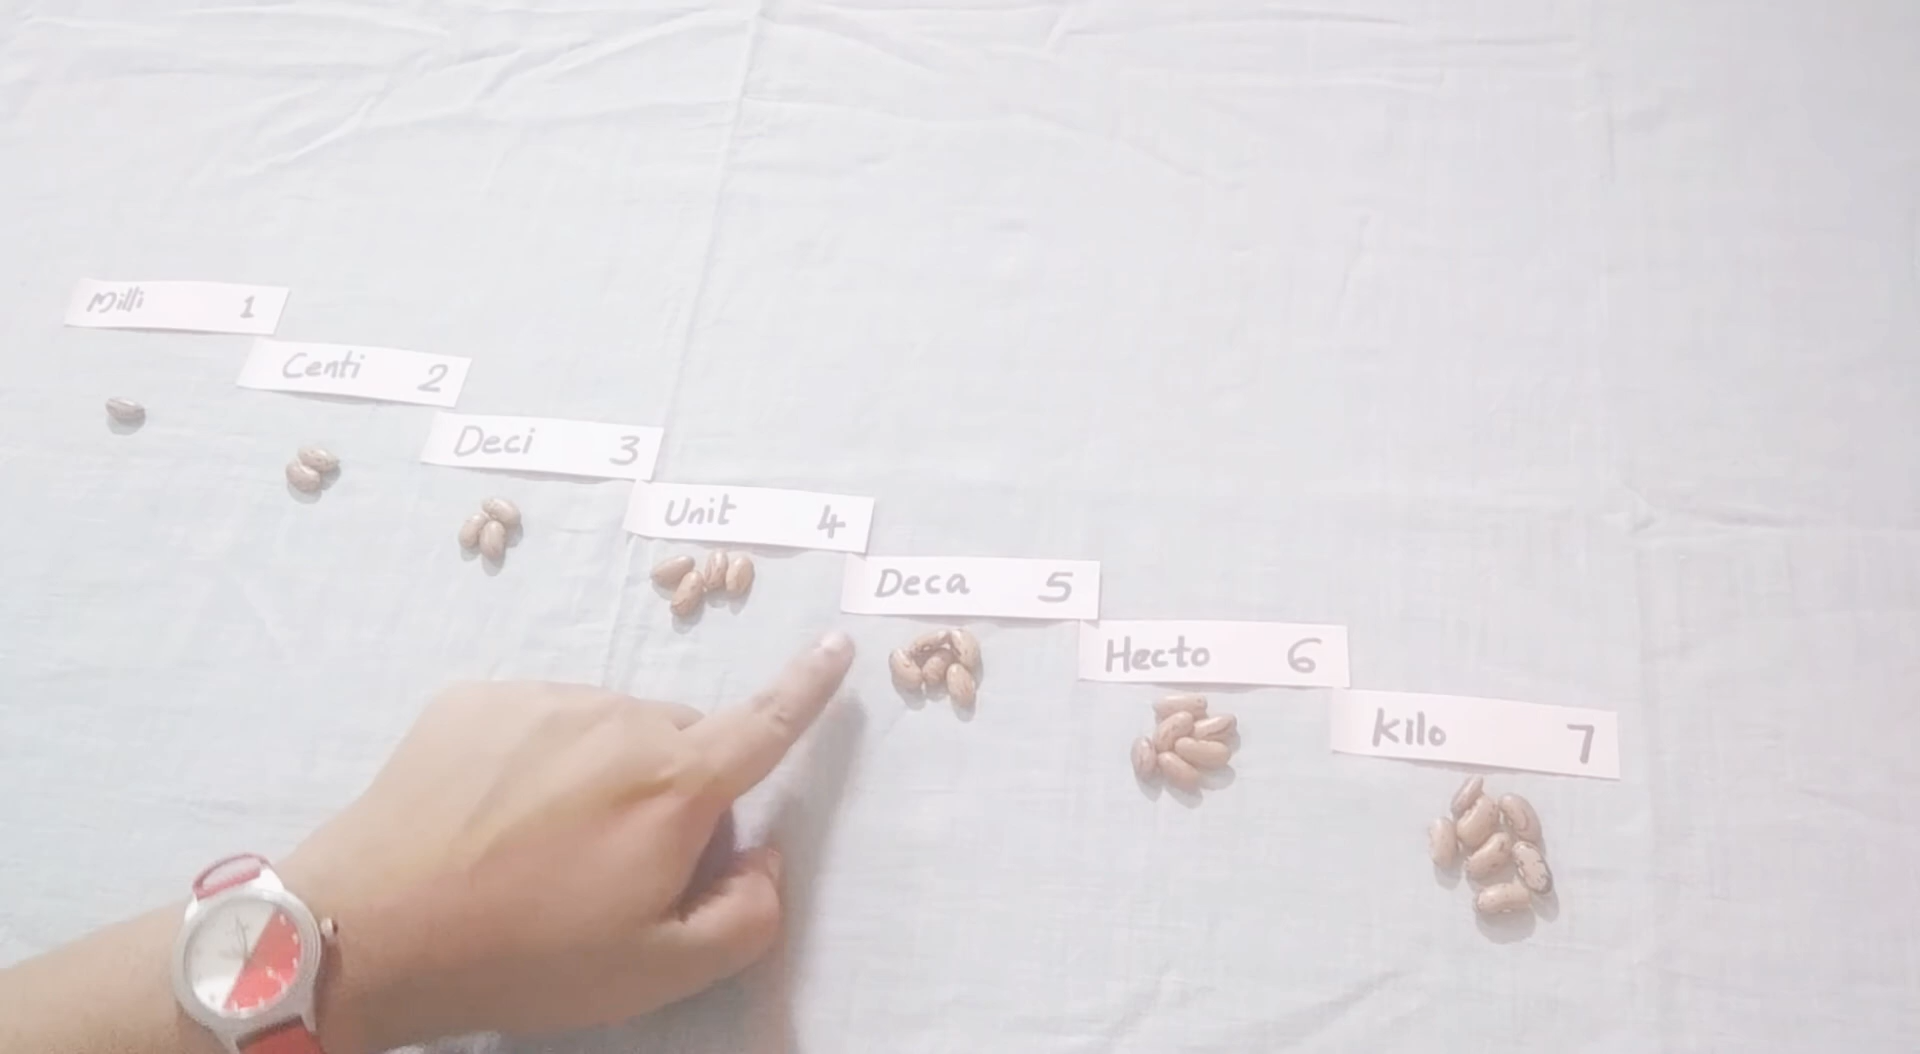 Milli 1
Centi 2
Deci 3
Unit 4
Deca 5
Hecto 6
Kilo 7